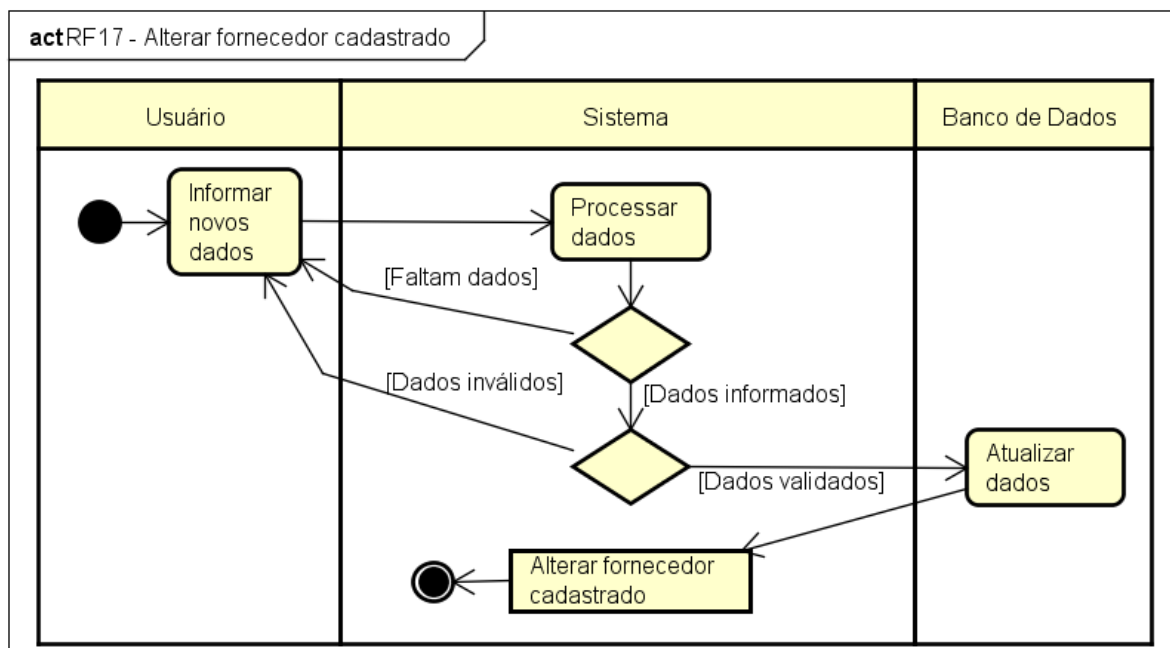 act RF17 - Alterar fornecedor cadastrado
Usuário
Sistema
Banco de Dados
Informar
novos
dados
Processar
dados
[Faltam dados]
[Dados inválidos]
[Dados informados]
[Dados validados]
Atualizar
dados
Alterar fornecedor
cadastrado